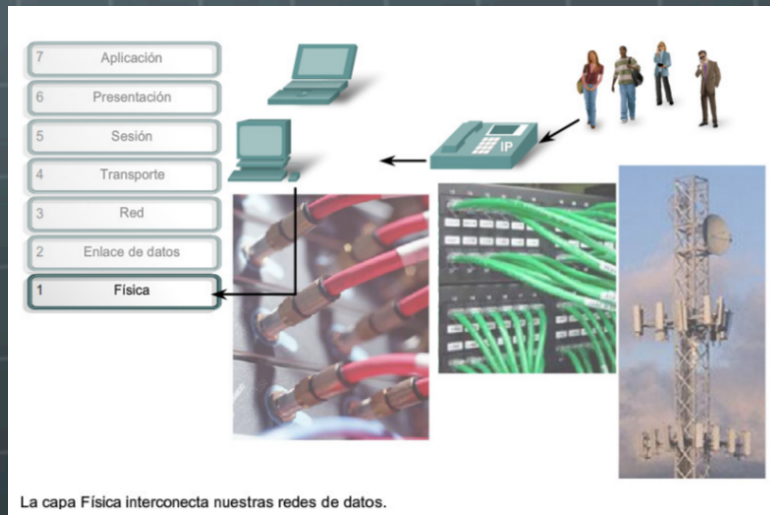 7 Aplicación
6 Presentación
5 Sesión
4 Transporte
3 Red
2 Enlace de datos
1 Física
IP
La capa Física interconecta nuestras redes de datos.